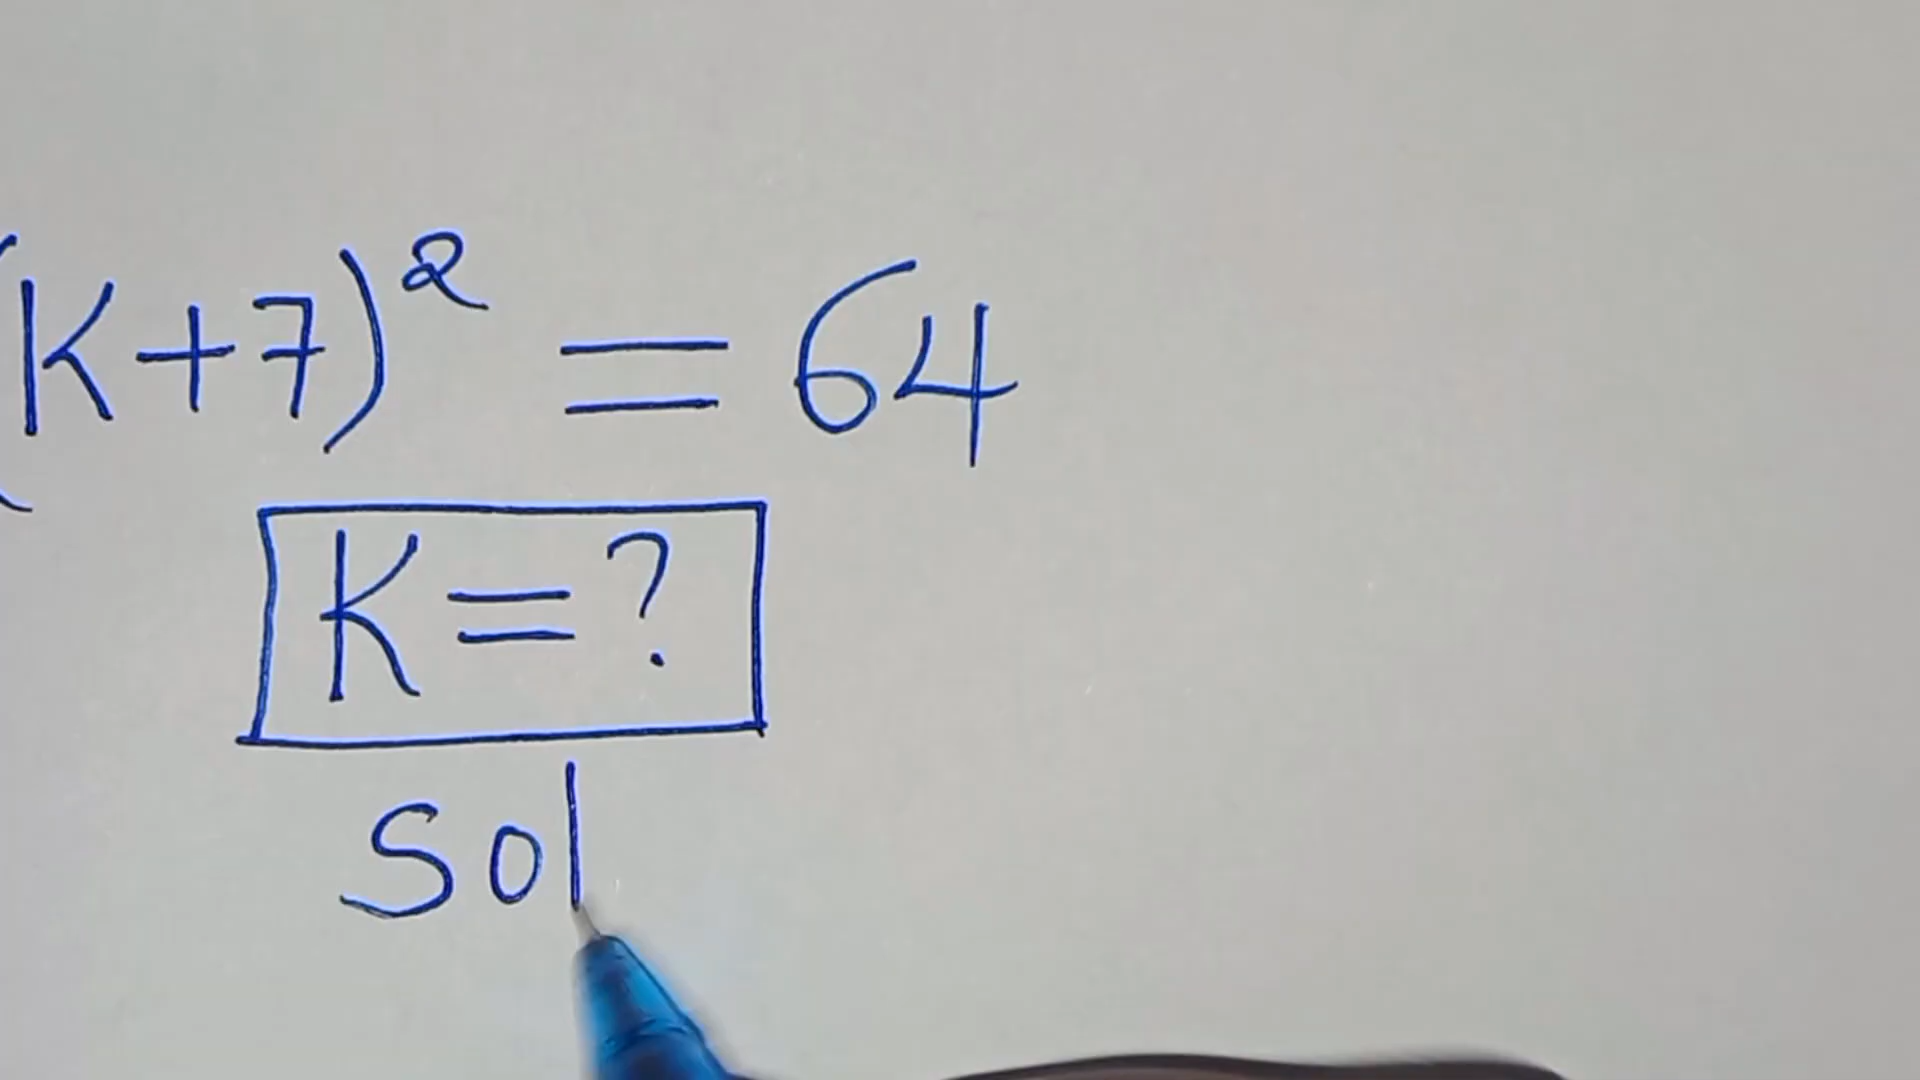 (K+7)² = 64
K = ?
Sol